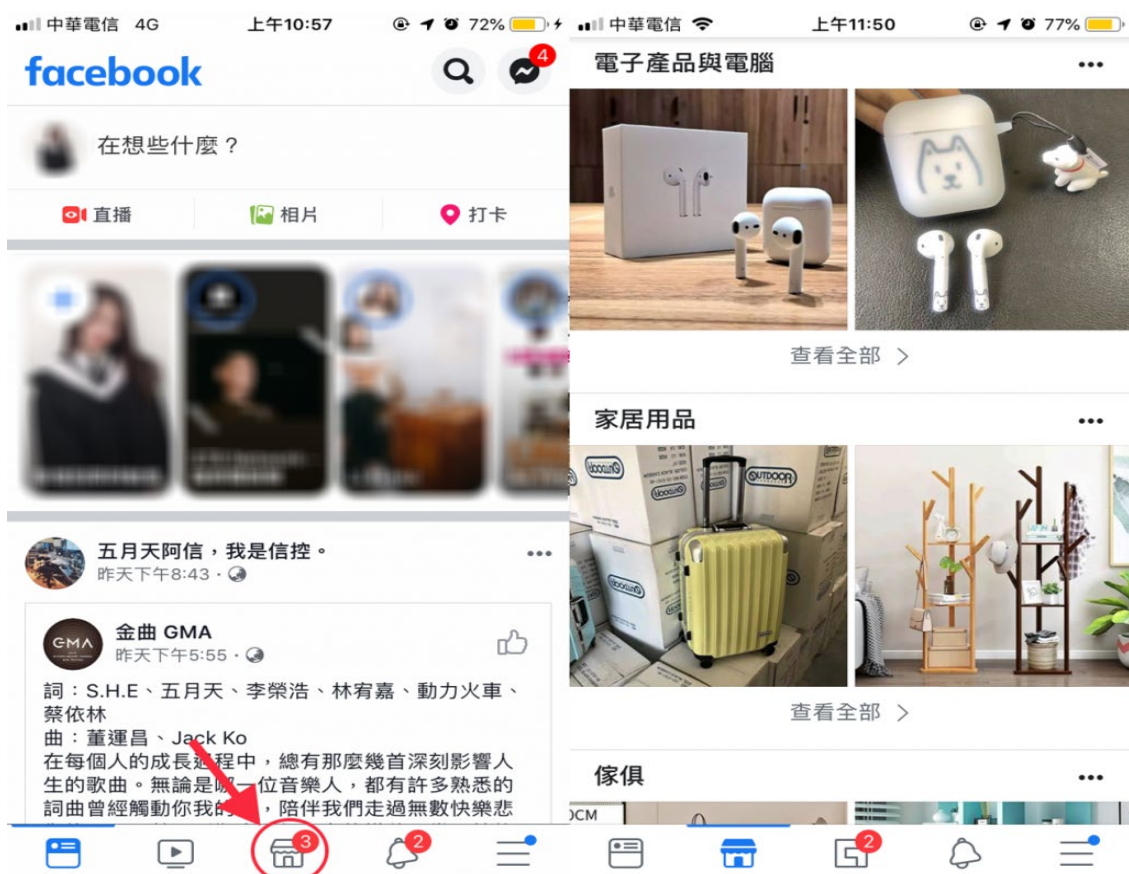 中華電信 4G 上午10:57 72%
facebook
4
在想些什麼？
直播 相片 打卡
五月天阿信，我是信控。
昨天下午8:43
GMA
金曲 GMA
昨天下午5:55
詞：S.H.E、五月天、李榮浩、林宥嘉、動力火車、
蔡依林
曲：董運昌、Jack Ko
在每個人的成長過程中，總有那麼幾首深刻影響人
生的歌曲。無論是哪一位音樂人，都有許多熟悉的
詞曲曾經觸動你我的，陪伴我們走過無數快樂悲
3 2
中華電信 上午11:50 77%
電子產品與電腦
查看全部
家居用品
OUTDOOR
OUTDOOR
OUTDOOR
OUTDOOR
查看全部
傢俱
2